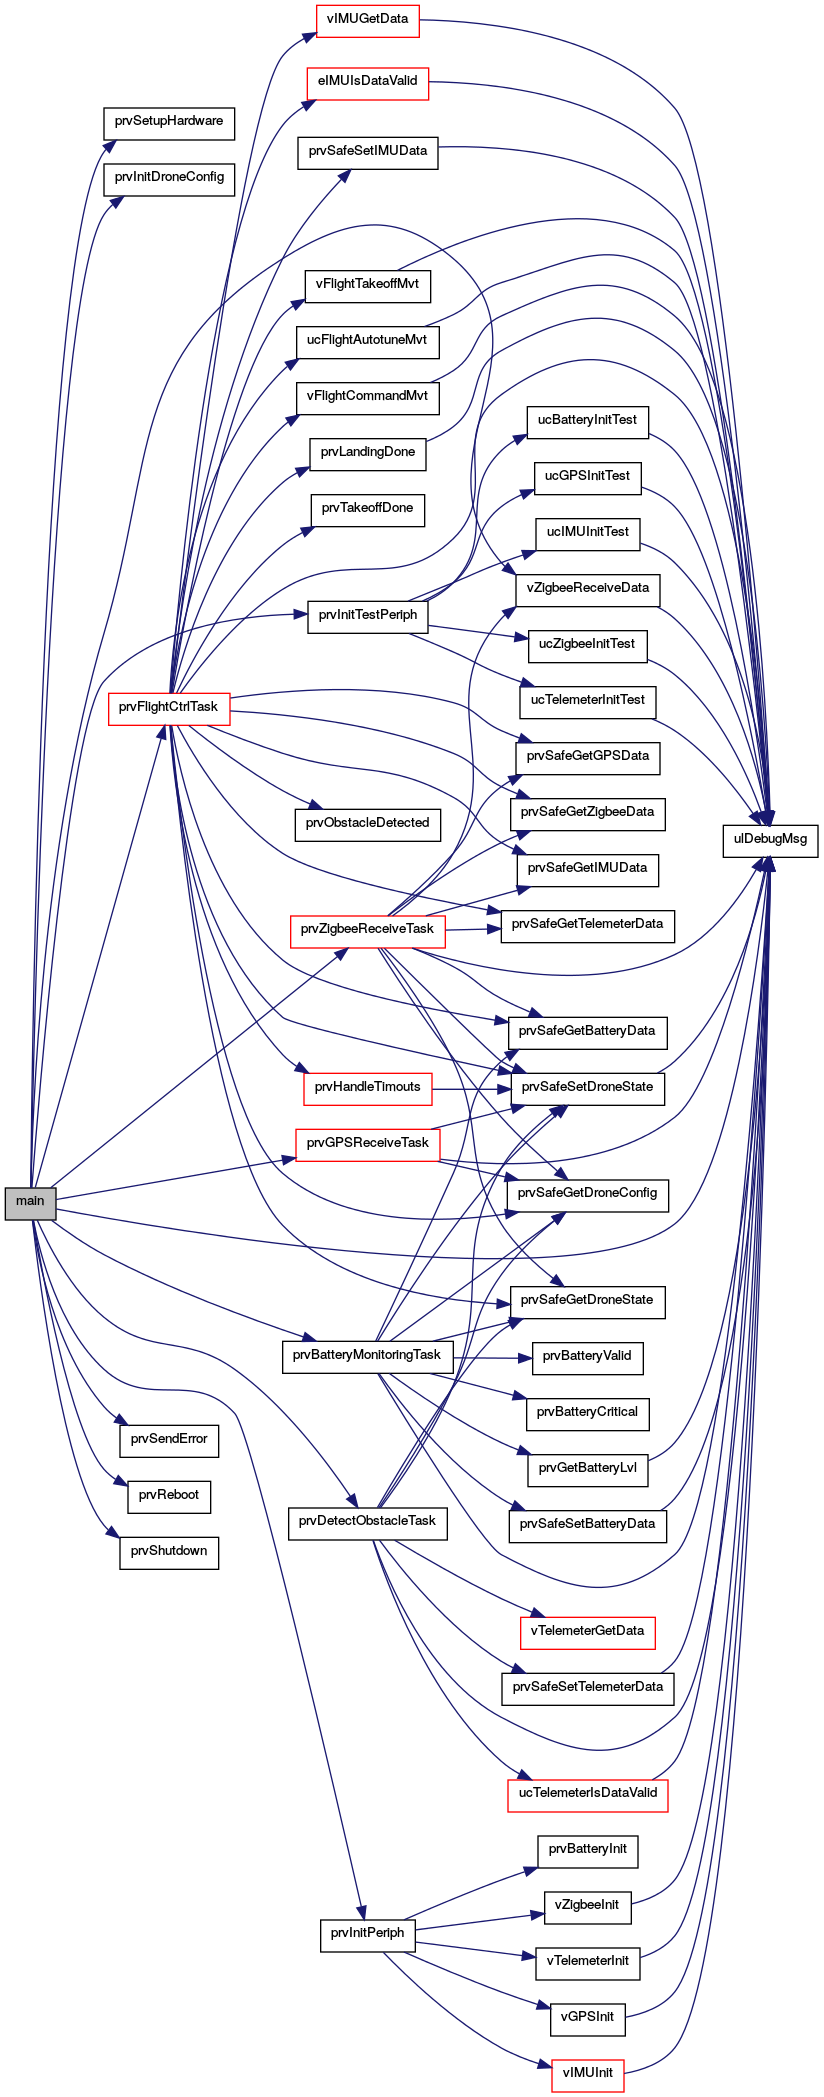 vIMUGetData
eIMUIsDataValid
prvSetupHardware
prvSafeSetIMUData
prvInitDroneConfig
vFlightTakeoffMvt
ucFlightAutotuneMvt
vFlightCommandMvt
ucBatteryInitTest
prvLandingDone
ucGPSInitTest
prvTakeoffDone
ucIMUInitTest
vZigbeeReceiveData
prvInitTestPeriph
ucZigbeeInitTest
ucTelemeterInitTest
prvFlightCtrlTask
prvSafeGetGPSData
prvSafeGetZigbeeData
prvObstacleDetected
ulDebugMsg
prvSafeGetIMUData
prvSafeGetTelemeterData
prvZigbeeReceiveTask
prvSafeGetBatteryData
prvHandleTimouts
prvSafeSetDroneState
prvGPSReceiveTask
prvSafeGetDroneConfig
main
prvSafeGetDroneState
prvBatteryMonitoringTask
prvBatteryValid
prvBatteryCritical
prvSendError
prvGetBatteryLvl
prvReboot
prvDetectObstacleTask
prvSafeSetBatteryData
prvShutdown
vTelemeterGetData
prvSafeSetTelemeterData
ucTelemeterIsDataValid
prvBatteryInit
vZigbeeInit
prvInitPeriph
vTelemeterInit
vGPSInit
vIMUInit